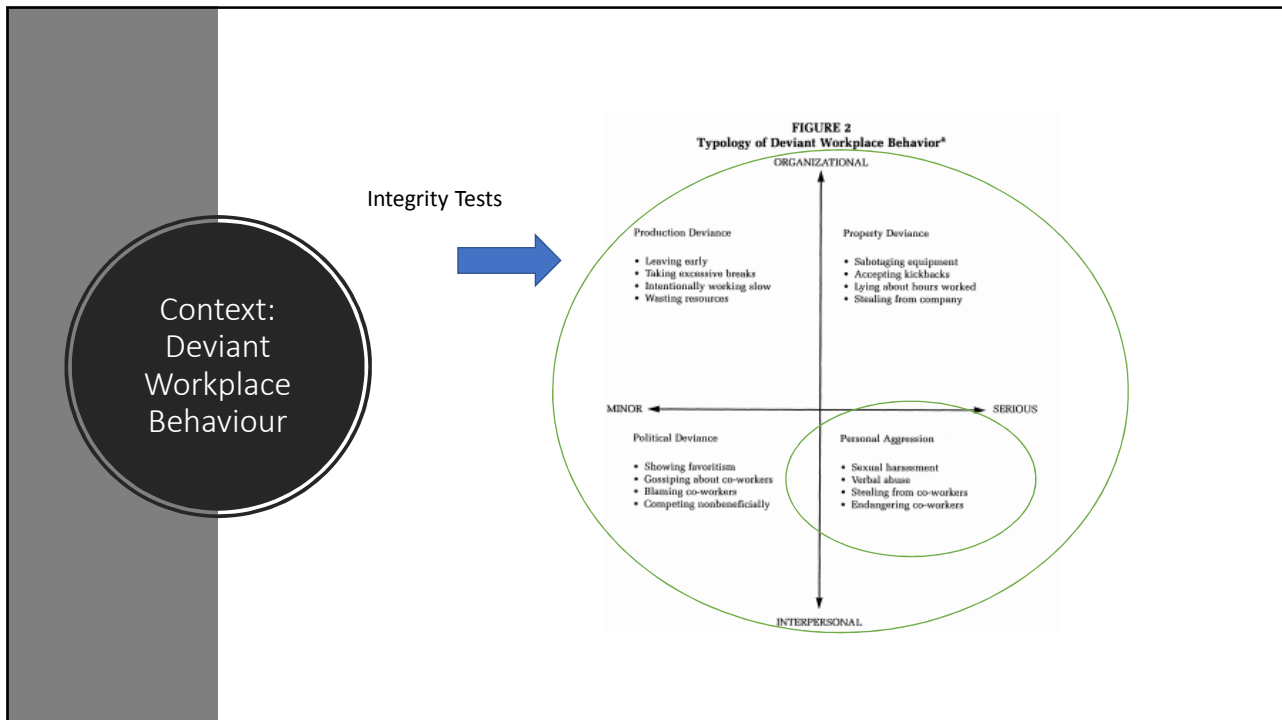 Context:
Deviant
Workplace
Behaviour
Integrity Tests
FIGURE 2
Typology of Deviant Workplace Behaviorª
ORGANIZATIONAL
Production Deviance
• Leaving early
• Taking excessive breaks
• Intentionally working slow
• Wasting resources
Property Deviance
• Sabotaging equipment
• Accepting kickbacks
• Lying about hours worked
• Stealing from company
MINOR
SERIOUS
Political Deviance
• Showing favoritism
• Gossiping about co-workers
• Blaming co-workers
• Competing nonbeneficially
Personal Aggression
• Sexual harassment
• Verbal abuse
• Stealing from co-workers
• Endangering co-workers
INTERPERSONAL